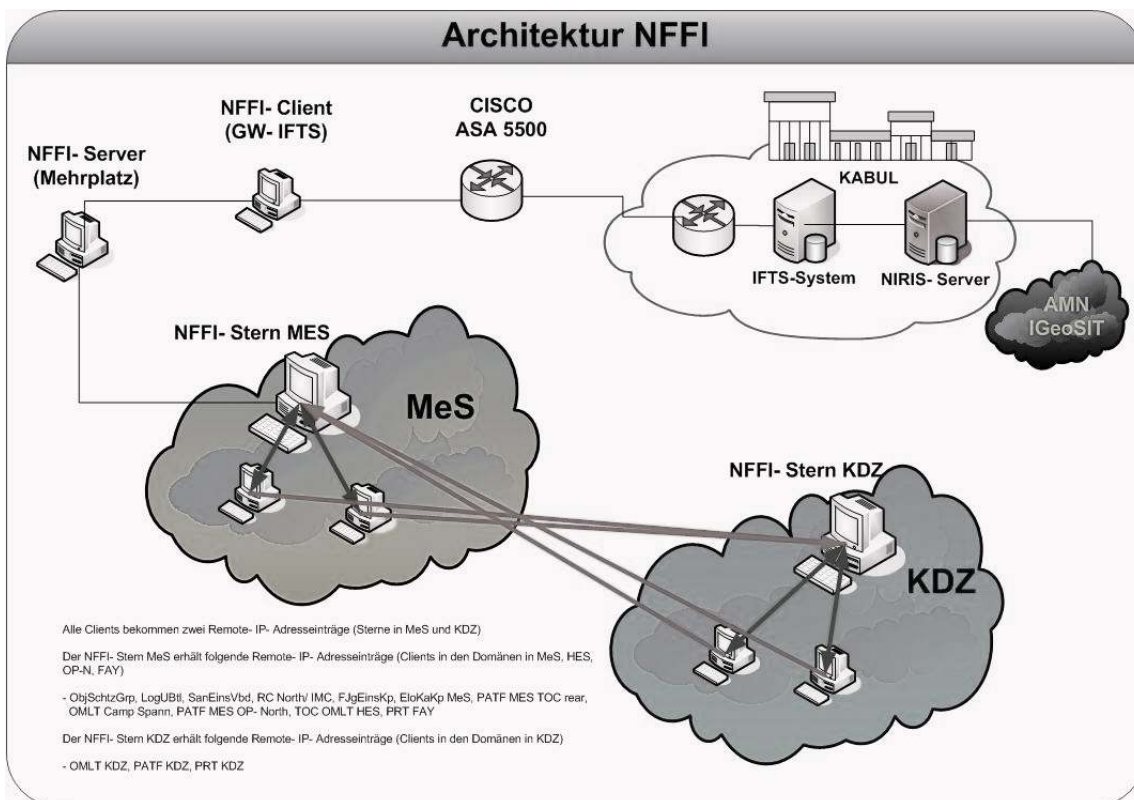 Architektur NFFI
NFFI- Server
(Mehrplatz)
NFFI- Client
(GW- IFTS)
CISCO
ASA 5500
KABUL
IFTS-System
NIRIS- Server
AMN
IGeoSIT
NFFI- Stern MES
MeS
NFFI- Stern KDZ
KDZ
Alle Clients bekommen zwei Remote- IP- Adresseinträge (Sterne in MeS und KDZ)
Der NFFI- Stern MeS erhält folgende Remote- IP- Adresseinträge (Clients in den Domänen in MeS, HES,
OP-N, FAY)
- ObjSchtzGrp, LogUBtl, SanEinsVbd, RC North/ IMC, FJgEinsKp, EloKaKp MeS, PATF MES TOC rear,
OMLT Camp Spann, PATF MES OP- North, TOC OMLT HES, PRT FAY
Der NFFI- Stern KDZ erhält folgende Remote- IP- Adresseinträge (Clients in den Domänen in KDZ)
- OMLT KDZ, PATF KDZ, PRT KDZ